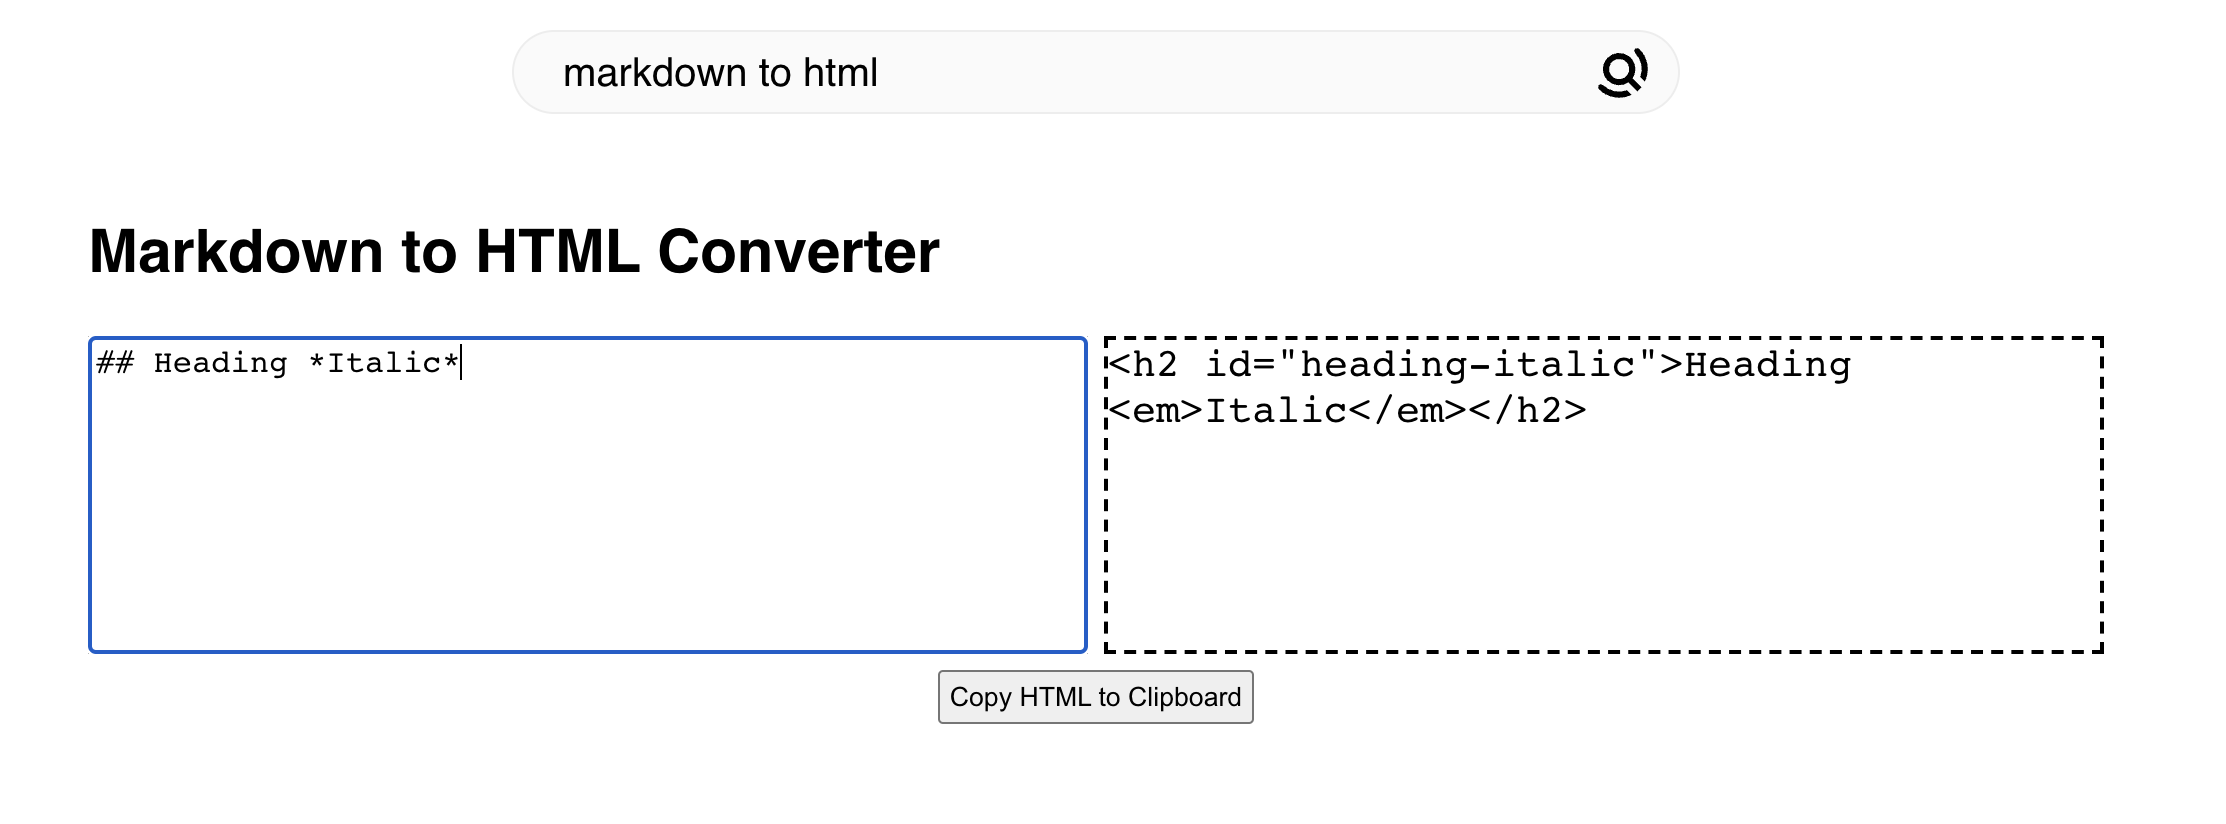 markdown to html
Markdown to HTML Converter
## Heading *Italic*
<h2 id="heading-italic">Heading
<em>Italic</em></h2>
Copy HTML to Clipboard